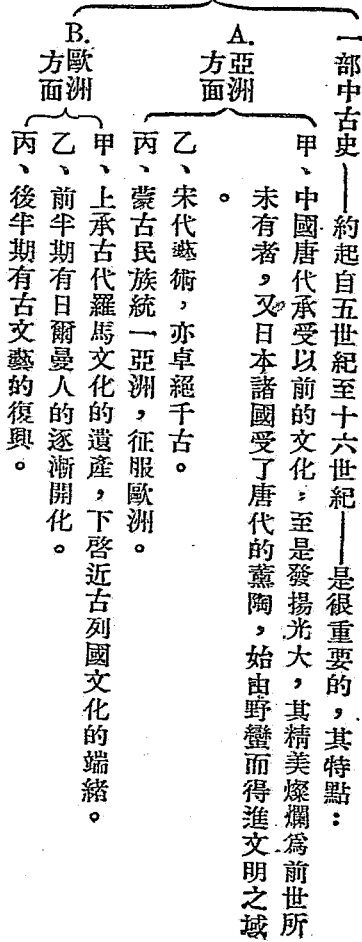 一部中古史——約起自五世紀至十六世紀——是很重要的，其特點：
A.亞洲方面
甲、中國唐代承受以前的文化；至是發揚光大，其精美燦爛爲前世所
未有者，又日本諸國受了唐代的薰陶，始由野蠻而得進文明之域
。
乙、宋代藝術，亦卓絕千古。
丙、蒙古民族統一亞洲，征服歐洲。
B.歐洲方面
甲、上承古代羅馬文化的遺產，下啓近古列國文化的端緒。
乙、前半期有日爾曼人的逐漸開化。
丙、後半期有古文藝的復興。